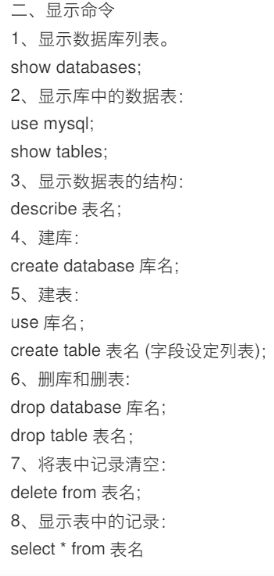 二、显示命令
1、显示数据库列表。
show databases;
2、显示库中的数据表：
use mysql;
show tables;
3、显示数据表的结构：
describe 表名;
4、建库：
create database 库名;
5、建表：
use 库名;
create table 表名 (字段设定列表);
6、删库和删表：
drop database 库名;
drop table 表名;
7、将表中记录清空：
delete from 表名;
8、显示表中的记录：
select * from 表名